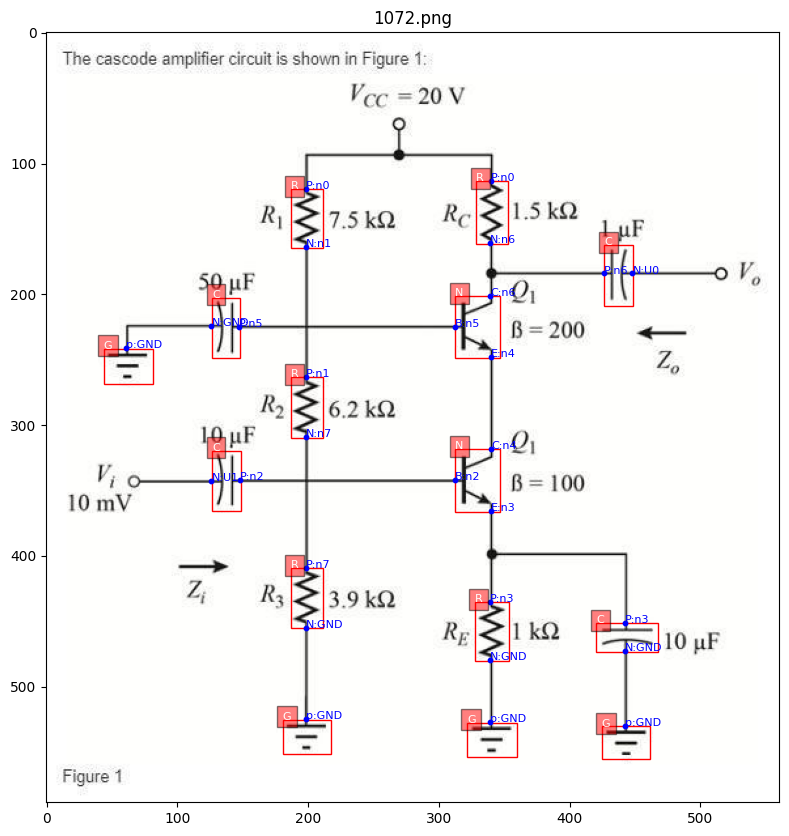 1072.png
The cascode amplifier circuit is shown in Figure 1:
V_CC = 20 V
R
P:n0
R
P:n0
R_1
7.5 kΩ
R_C
1.5 kΩ
N:n1
N:n6
1 µF
C
P:n6
N:U0
V_o
50 µF
C
N:GND
P:n5
N
C:n6
Q_1
B:n5
ß = 200
E:n4
Z_o
G
p:GND
R
P:n1
R_2
6.2 kΩ
N:n7
10 µF
C
V_i
10 mV
N:U1
P:n2
N
C:n4
Q_1
B:n2
ß = 100
E:n3
Z_i
R
P:n7
R_3
3.9 kΩ
N:GND
R
P:n3
R_E
1 kΩ
N:GND
C
P:n3
N:GND
10 µF
G
p:GND
G
p:GND
G
p:GND
Figure 1
0
100
200
300
400
500
0
100
200
300
400
500